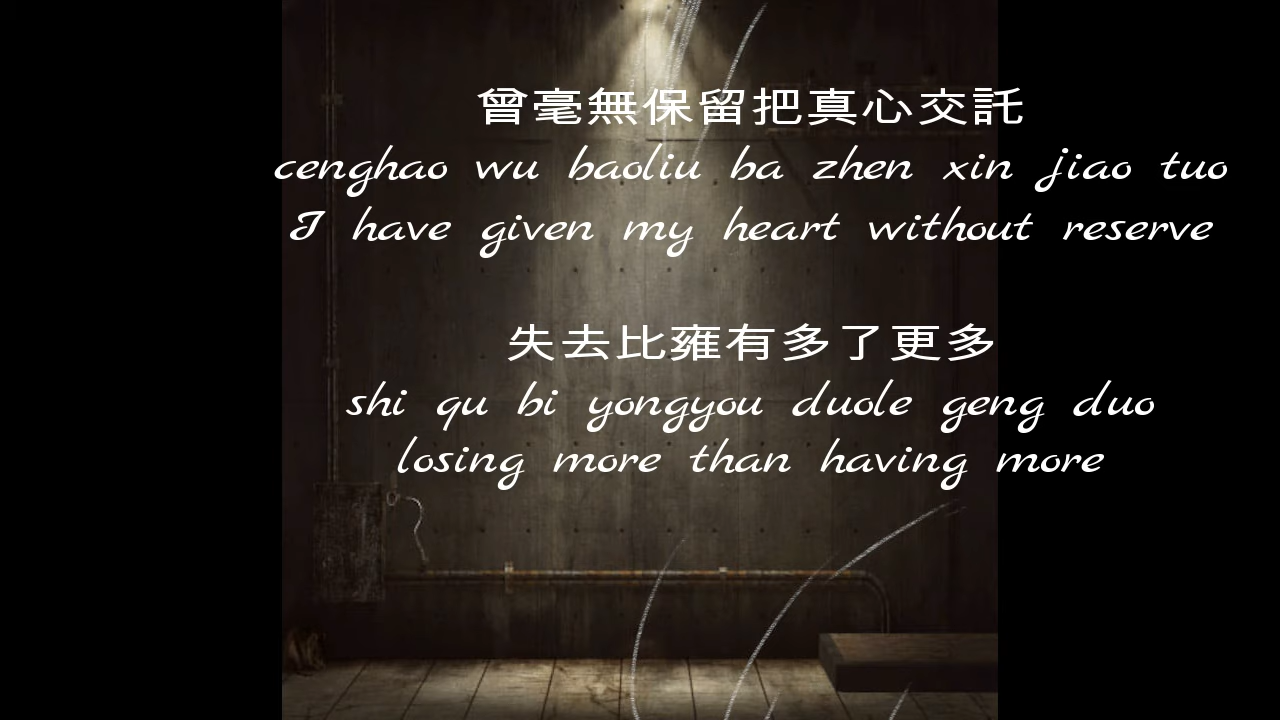 曾毫無保留把真心交託
cenghao wu baoliu ba zhen xin jiao tuo
I have given my heart without reserve
失去比雍有多了更多
shi qu bi yongyou duole geng duo
losing more than having more